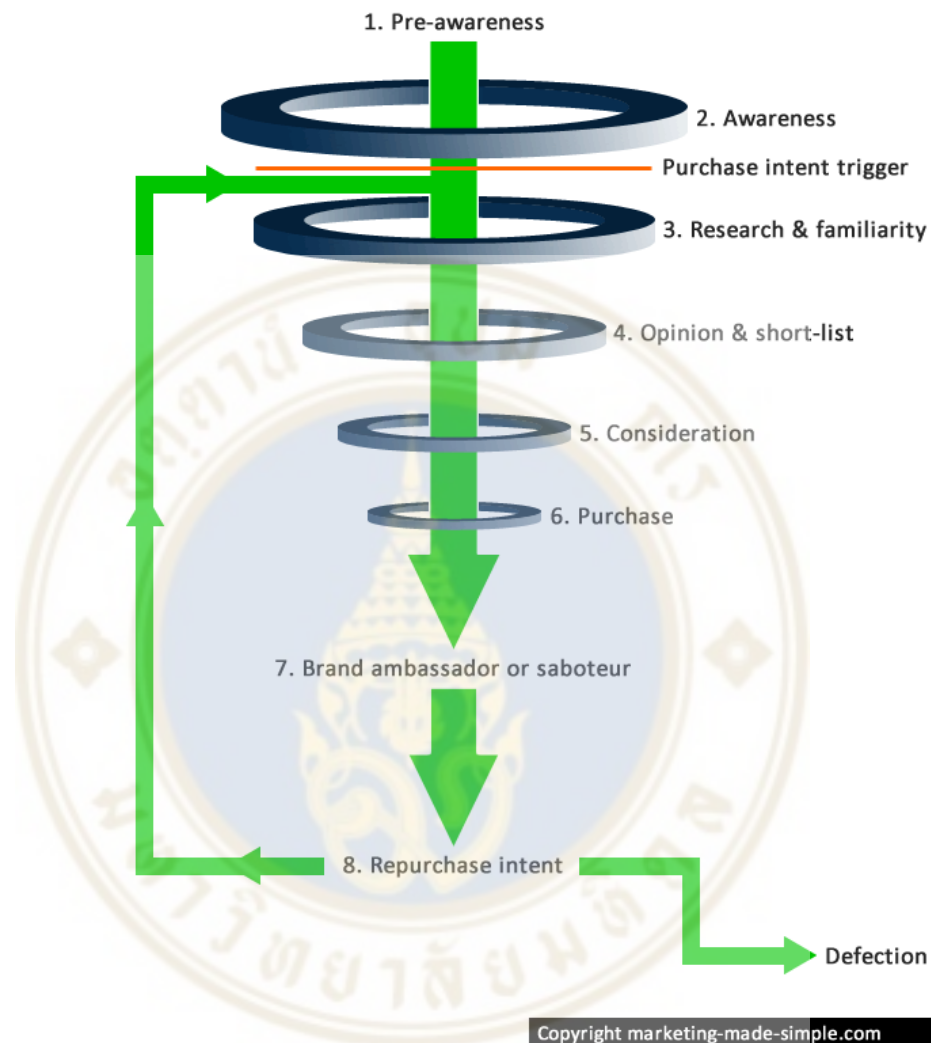 1. Pre-awareness
2. Awareness
Purchase intent trigger
3. Research & familiarity
4. Opinion & short-list
5. Consideration
6. Purchase
7. Brand ambassador or saboteur
8. Repurchase intent
Defection
Copyright marketing-made-simple.com